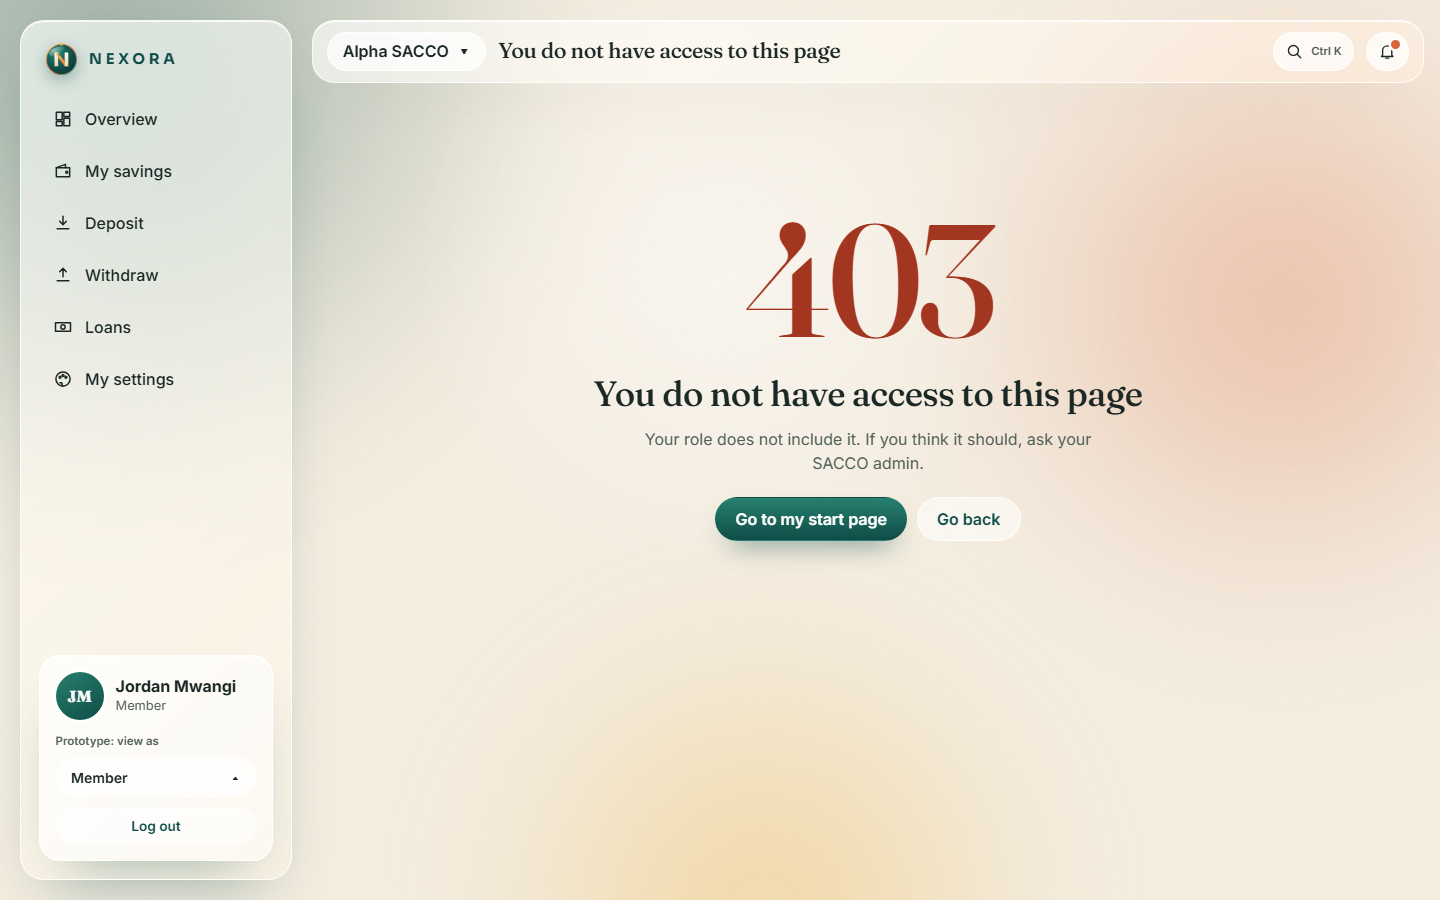 NEXORA
Overview
My savings
Deposit
Withdraw
Loans
My settings
JM
Jordan Mwangi
Member
Prototype: view as
Member
Log out
Alpha SACCO
You do not have access to this page
Ctrl K
403
You do not have access to this page
Your role does not include it. If you think it should, ask your
SACCO admin.
Go to my start page
Go back